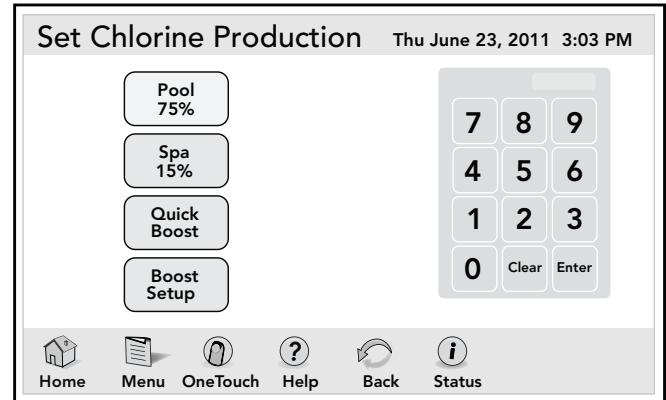 Set Chlorine Production Thu June 23, 2011 3:03 PM
Pool
75%
Spa
15%
Quick
Boost
Boost
Setup
7 8 9
4 5 6
1 2 3
0 Clear Enter
?
i
Home Menu OneTouch Help Back Status